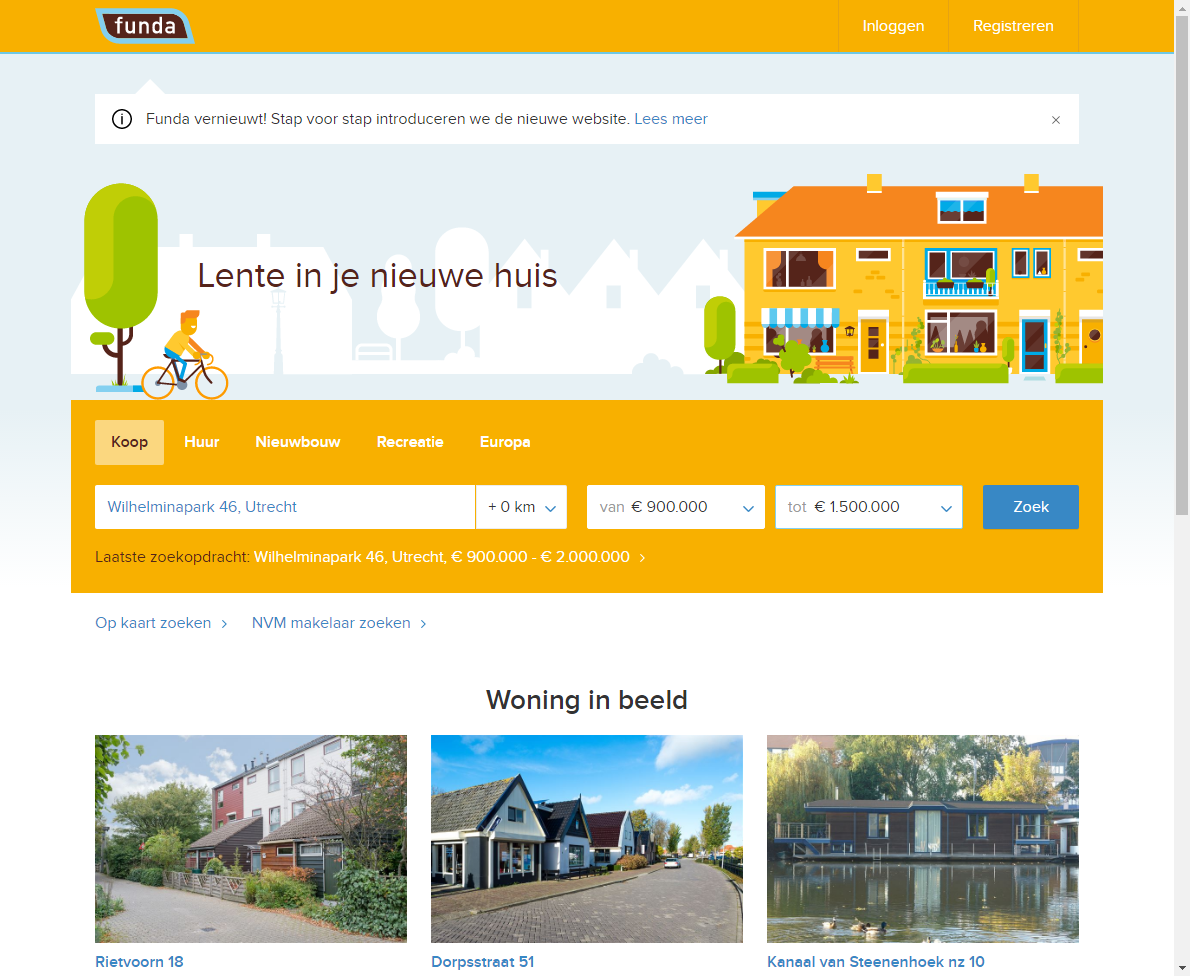 funda
Inloggen
Registreren
Funda vernieuwt! Stap voor stap introduceren we de nieuwe website. Lees meer
Lente in je nieuwe huis
Koop
Huur
Nieuwbouw
Recreatie
Europa
Wilhelminapark 46, Utrecht
+ 0 km
van € 900.000
tot € 1.500.000
Zoek
Laatste zoekopdracht: Wilhelminapark 46, Utrecht, € 900.000 - € 2.000.000
Op kaart zoeken
NVM makelaar zoeken
Woning in beeld
Rietvoorn 18
Dorpsstraat 51
Kanaal van Steenenhoek nz 10